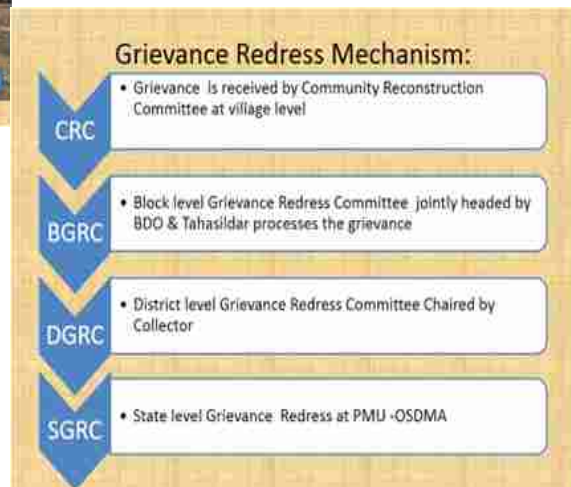 Grievance Redress Mechanism:
CRC
• Grievance is received by Community Reconstruction
Committee at village level
BGRC
• Block level Grievance Redress Committee jointly headed by
BDO & Tahasildar processes the grievance
DGRC
• District level Grievance Redress Committee Chaired by
Collector
SGRC
• State level Grievance Redress at PMU -OSDMA